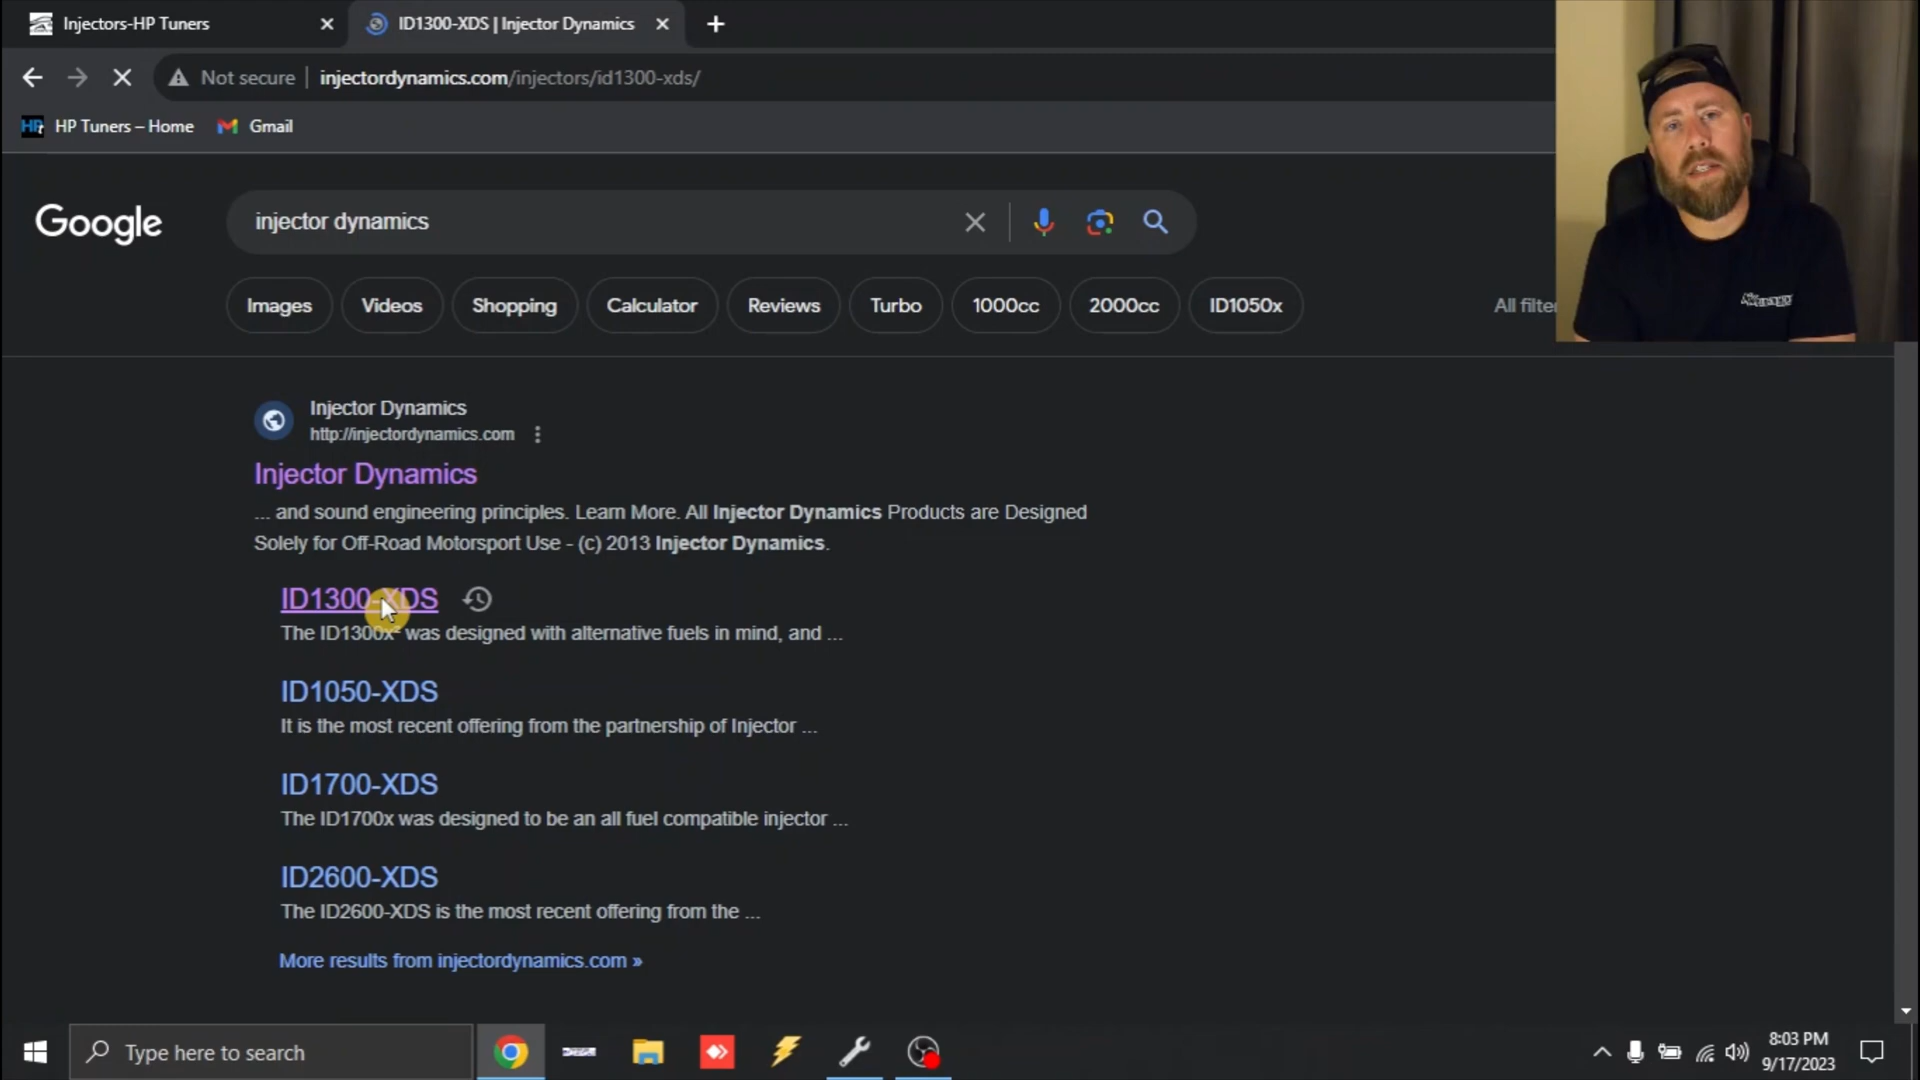 Injectors-HP Tuners
ID1300-XDS | Injector Dynamics
Not secure
injectordynamics.com/injectors/id1300-xds/
HP Tuners – Home
Gmail
Google
injector dynamics
Images
Videos
Shopping
Calculator
Reviews
Turbo
1000cc
2000cc
ID1050x
All
Injector Dynamics
http://injectordynamics.com
Injector Dynamics
... and sound engineering principles. Learn More. All Injector Dynamics Products are Designed
Solely for Off-Road Motorsport Use - (c) 2013 Injector Dynamics.
ID1300-XDS
The ID1300x² was designed with alternative fuels in mind, and ...
ID1050-XDS
It is the most recent offering from the partnership of Injector ...
ID1700-XDS
The ID1700x was designed to be an all fuel compatible injector ...
ID2600-XDS
The ID2600-XDS is the most recent offering from the ...
More results from injectordynamics.com »
Type here to search
8:03 PM
9/17/2023